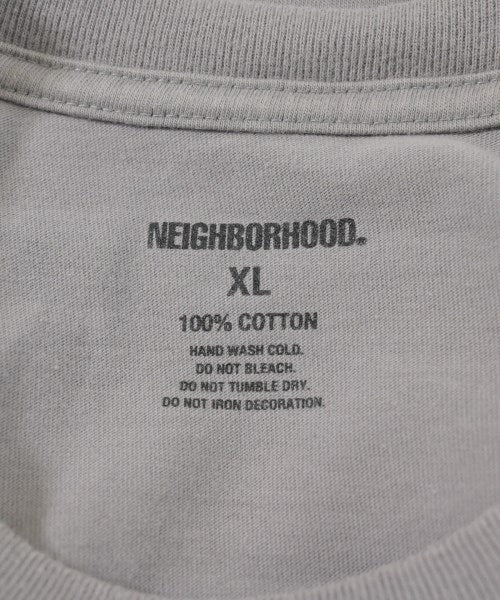 NEIGHBORHOOD®
XL
100% COTTON
HAND WASH COLD.
DO NOT BLEACH.
DO NOT TUMBLE DRY.
DO NOT IRON DECORATION.